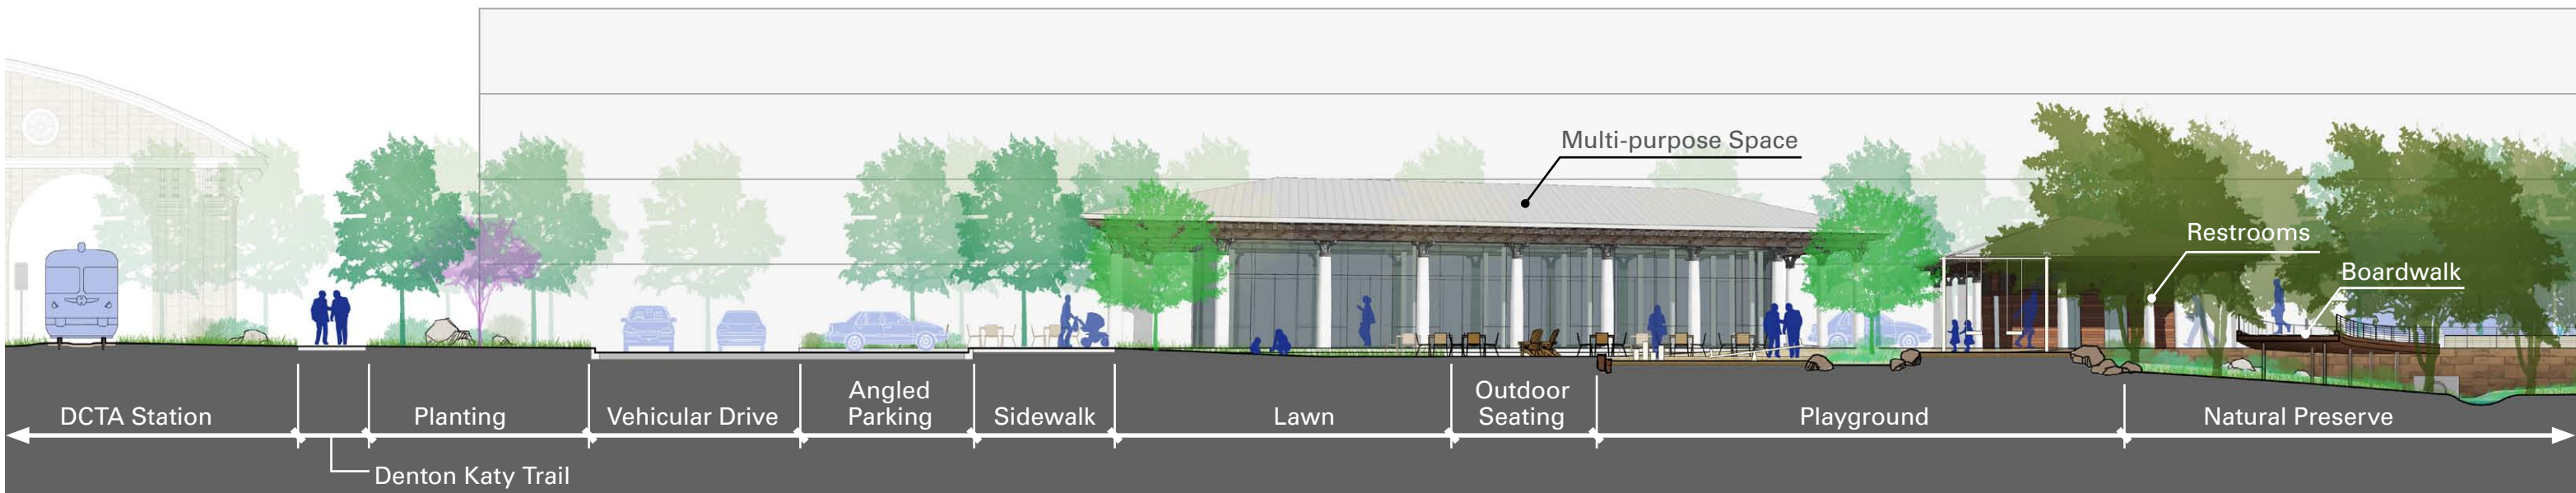 Multi-purpose Space
Restrooms
Boardwalk
DCTA Station
Planting
Vehicular Drive
Angled
Parking
Sidewalk
Lawn
Outdoor
Seating
Playground
Natural Preserve
Denton Katy Trail